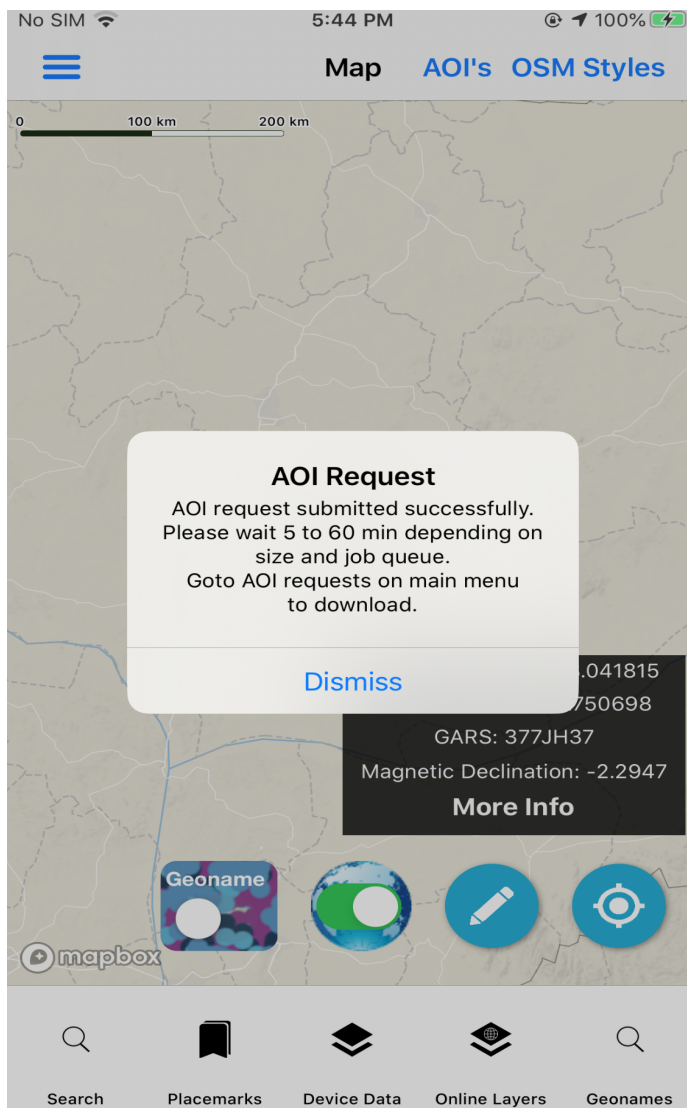 No SIM 5:44 PM 100%
Map AOI's OSM Styles
0 100 km 200 km
AOI Request
AOI request submitted successfully.
Please wait 5 to 60 min depending on
size and job queue.
Goto AOI requests on main menu
to download.
Dismiss
.041815
750698
GARS: 377JH37
Magnetic Declination: -2.2947
More Info
Geoname
mapbox
Search Placemarks Device Data Online Layers Geonames